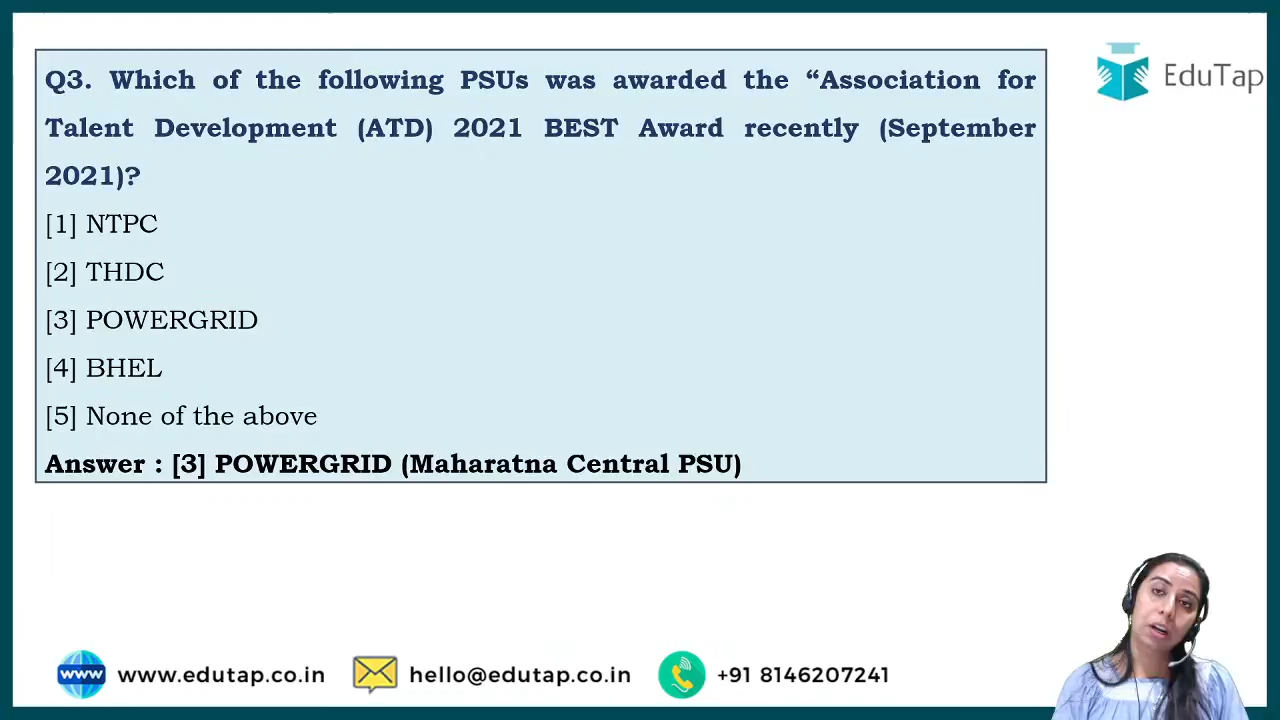 Q3. Which of the following PSUs was awarded the “Association for
Talent Development (ATD) 2021 BEST Award recently (September
2021)?
[1] NTPC
[2] THDC
[3] POWERGRID
[4] BHEL
[5] None of the above
Answer : [3] POWERGRID (Maharatna Central PSU)
EduTap
www www.edutap.co.in hello@edutap.co.in +91 8146207241